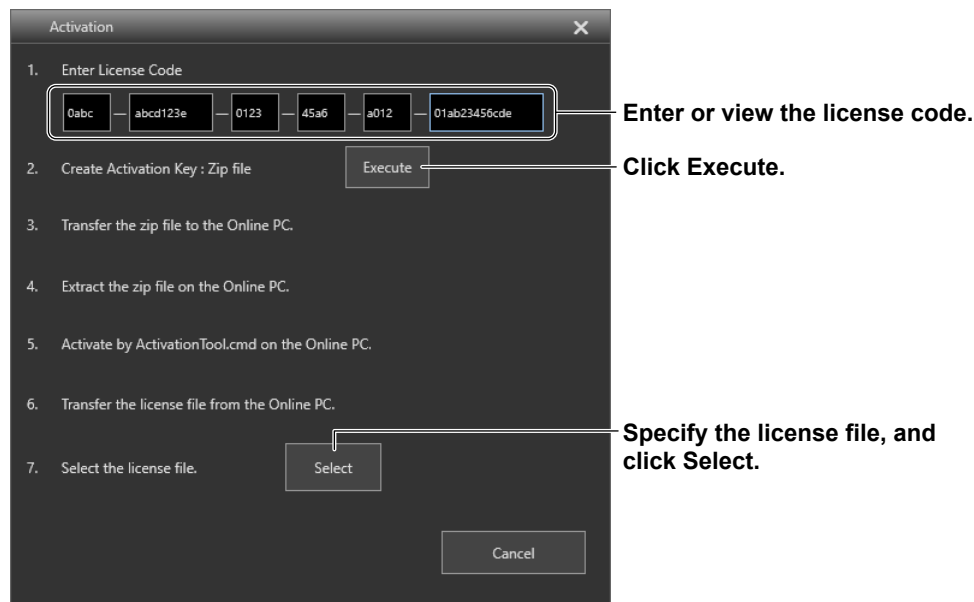 Activation
1. Enter License Code
0abc — abcd123e — 0123 — 45a6 — a012 — 01ab23456cde
Enter or view the license code.
2. Create Activation Key : Zip file Execute
Click Execute.
3. Transfer the zip file to the Online PC.
4. Extract the zip file on the Online PC.
5. Activate by ActivationTool.cmd on the Online PC.
6. Transfer the license file from the Online PC.
Specify the license file, and
click Select.
7. Select the license file. Select
Cancel